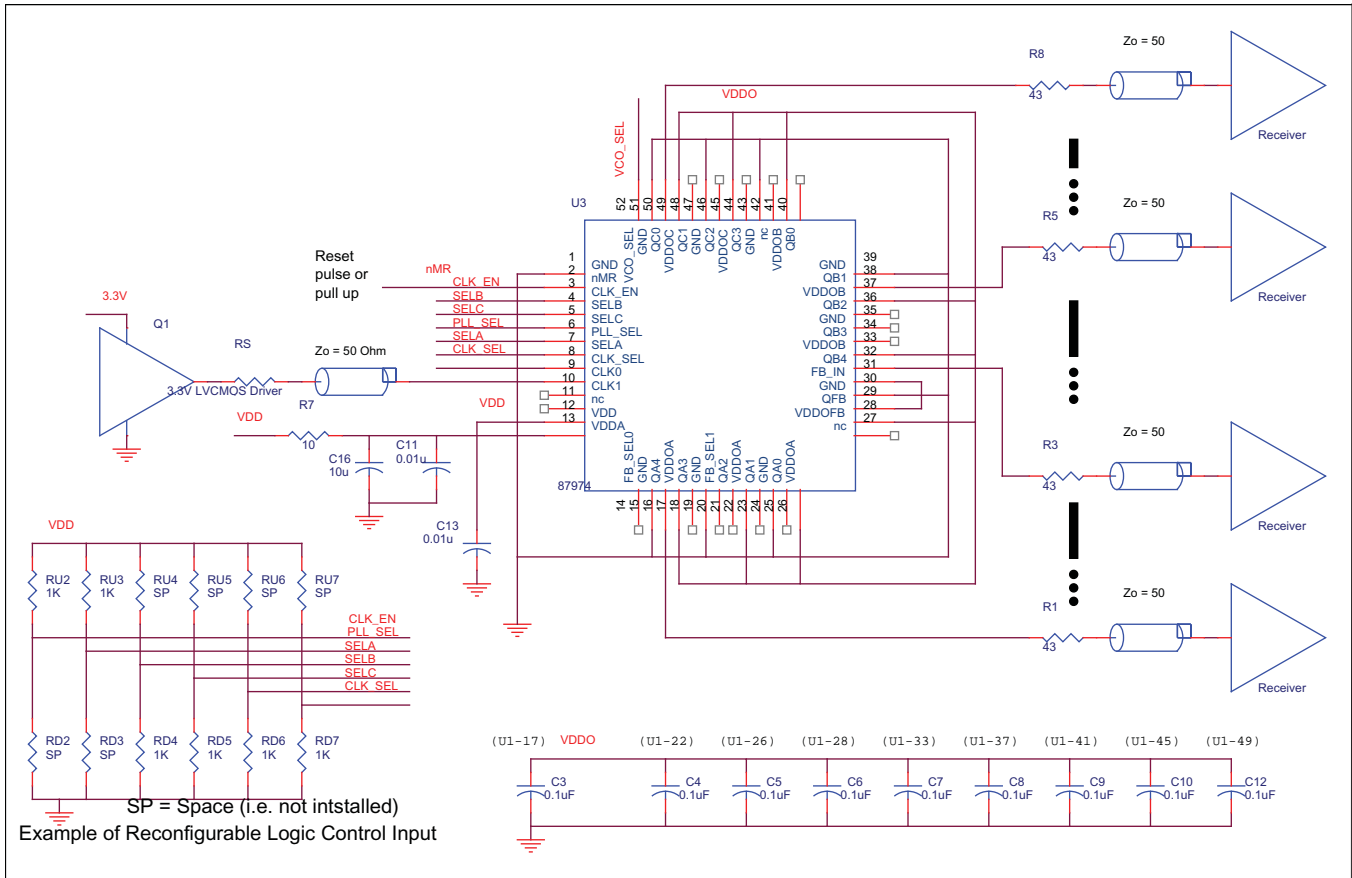 R8
Zo = 50
43
Receiver
VDDO
VCO_SEL
52
51
50
49
48
47
46
45
44
43
42
41
40
U3
VCO_SEL
GND
QC0
VDDOC
QC1
GND
QC2
VDDOC
QC3
GND
nc
VDDOB
QB0
R5
Zo = 50
43
Receiver
Reset
pulse or
pull up
nMR
CLK_EN
SELB
SELC
PLL_SEL
SELA
CLK_SEL
1
2
3
4
5
6
7
8
9
10
11
12
13
GND
nMR
CLK_EN
SELB
SELC
PLL_SEL
SELA
CLK_SEL
CLK0
CLK1
nc
VDD
VDDA
39
38
37
36
35
34
33
32
31
30
29
28
27
GND
QB1
VDDOB
QB2
GND
QB3
VDDOB
QB4
FB_IN
GND
QFB
VDDOFB
nc
3.3V
Q1
RS
Zo = 50 Ohm
3.3V LVCMOS Driver
R7
VDD
VDD
10
C16
10u
C11
0.01u
C13
0.01u
87974
FB_SEL0
GND
QA4
VDDOA
QA3
GND
FB_SEL1
QA2
VDDOA
QA1
GND
QA0
VDDOA
14
15
16
17
18
19
20
21
22
23
24
25
26
R3
Zo = 50
43
Receiver
R1
Zo = 50
43
Receiver
VDD
RU2
1K
RU3
1K
RU4
SP
RU5
SP
RU6
SP
RU7
SP
CLK_EN
PLL_SEL
SELA
SELB
SELC
CLK_SEL
RD2
SP
RD3
SP
RD4
1K
RD5
1K
RD6
1K
RD7
1K
SP = Space (i.e. not intstalled)
Example of Reconfigurable Logic Control Input
(U1-17) VDDO (U1-22) (U1-26) (U1-28) (U1-33) (U1-37) (U1-41) (U1-45) (U1-49)
C3
0.1uF
C4
0.1uF
C5
0.1uF
C6
0.1uF
C7
0.1uF
C8
0.1uF
C9
0.1uF
C10
0.1uF
C12
0.1uF